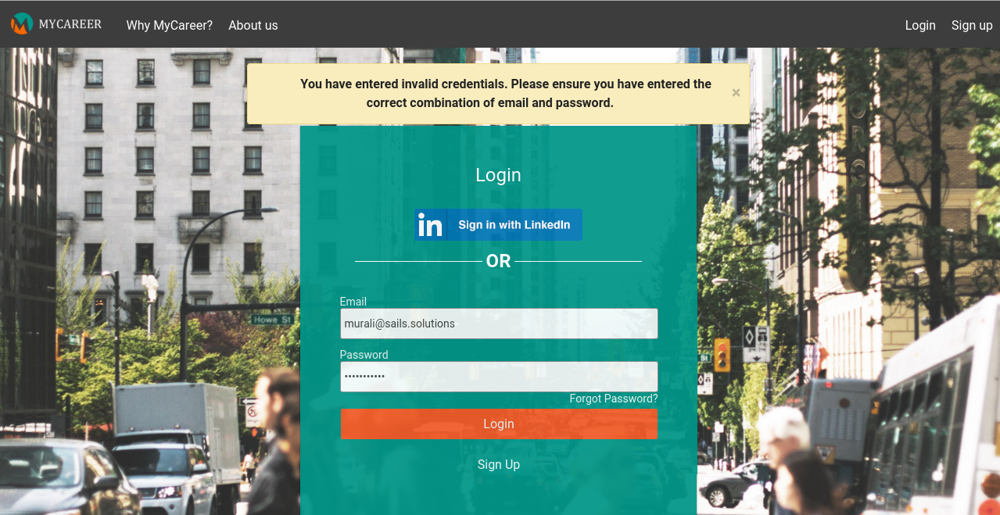 MYCAREER
Why MyCareer?
About us
Login
Sign up
You have entered invalid credentials. Please ensure you have entered the
correct combination of email and password.
×
Login
in
Sign in with LinkedIn
OR
Email
murali@sails.solutions
Password
•••••••••••
Forgot Password?
Login
Sign Up
Howe St
St